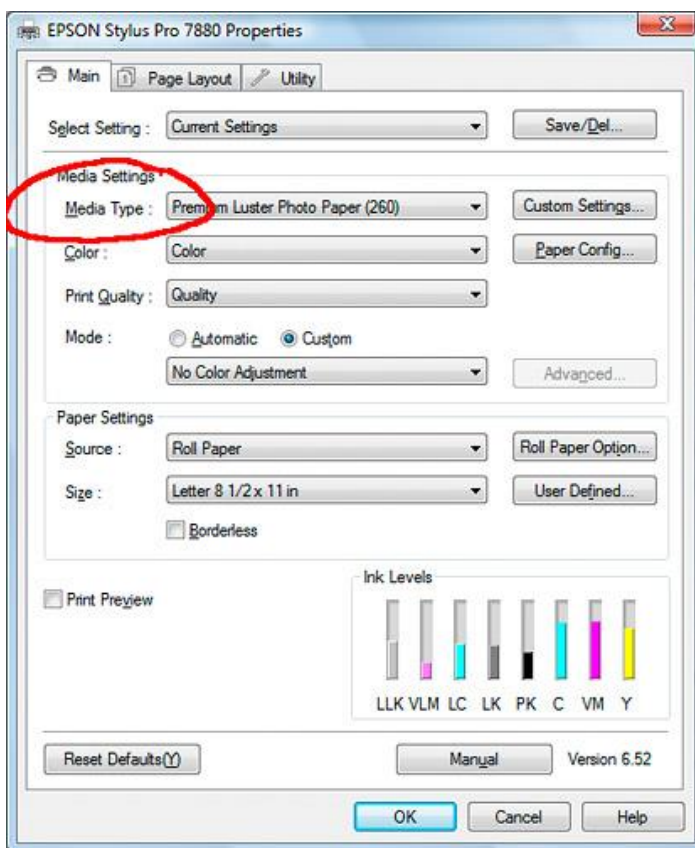 EPSON Stylus Pro 7880 Properties
Main Page Layout Utility
Select Setting : Current Settings Save/Del...
Media Settings
Media Type : Premium Luster Photo Paper (260) Custom Settings...
Color : Color Paper Config...
Print Quality : Quality
Mode : Automatic Custom
No Color Adjustment Advanced...
Paper Settings
Source : Roll Paper Roll Paper Option...
Size : Letter 8 1/2 x 11 in User Defined...
Borderless
Print Preview
Ink Levels
LLK VLM LC LK PK C VM Y
Reset Defaults(Y) Manual Version 6.52
OK Cancel Help